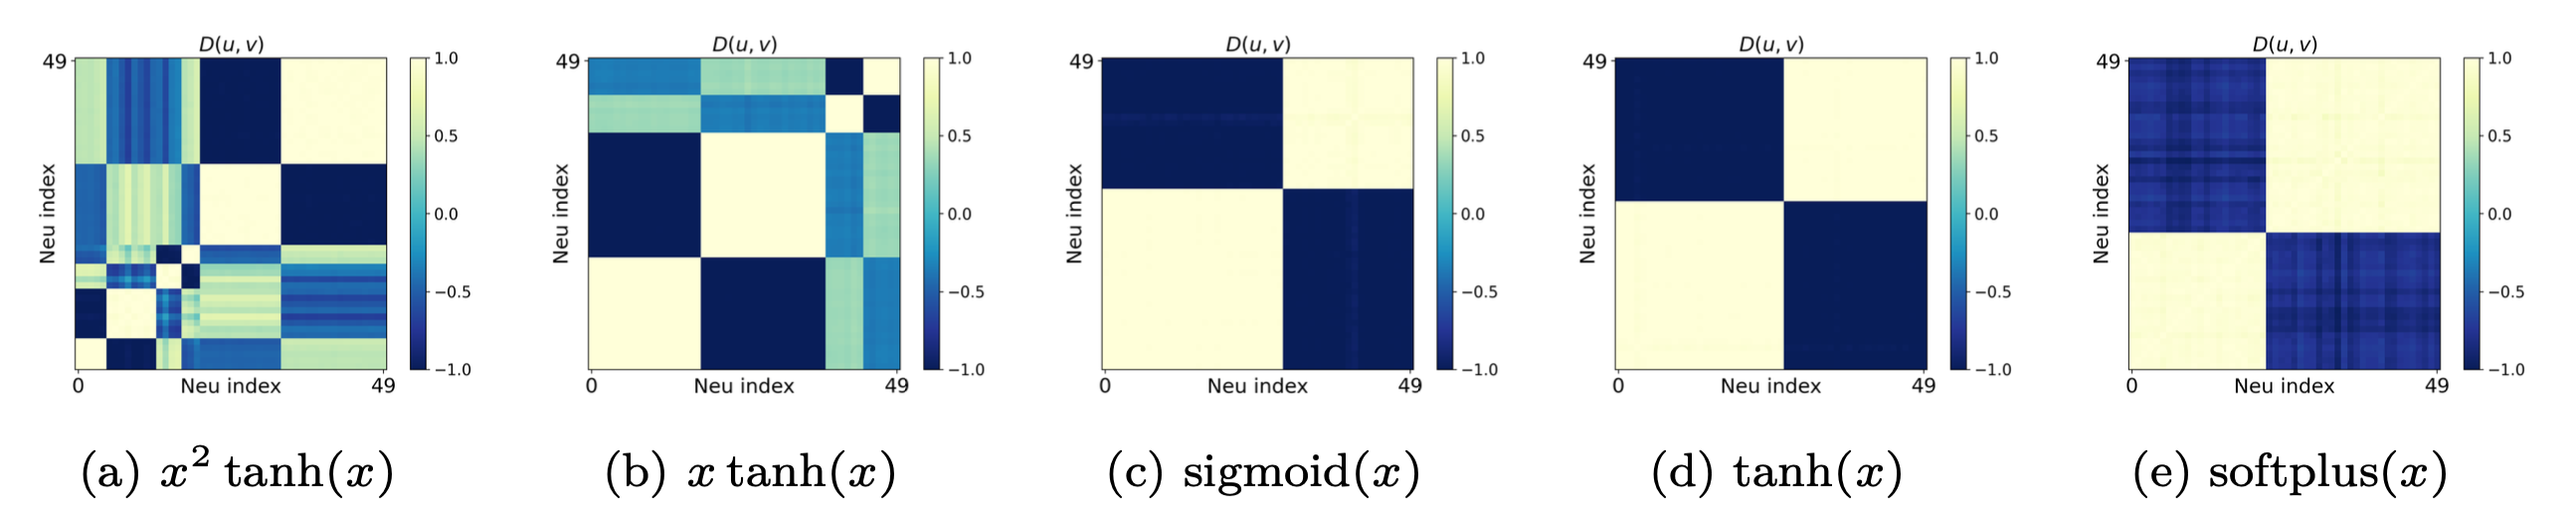 D(u, v)
49
Neu index
0 Neu index 49
1.0
0.5
0.0
−0.5
−1.0
(a) x² tanh(x)
D(u, v)
49
Neu index
0 Neu index 49
1.0
0.5
0.0
−0.5
−1.0
(b) x tanh(x)
D(u, v)
49
Neu index
0 Neu index 49
1.0
0.5
0.0
−0.5
−1.0
(c) sigmoid(x)
D(u, v)
49
Neu index
0 Neu index 49
1.0
0.5
0.0
−0.5
−1.0
(d) tanh(x)
D(u, v)
49
Neu index
0 Neu index 49
1.0
0.5
0.0
−0.5
−1.0
(e) softplus(x)